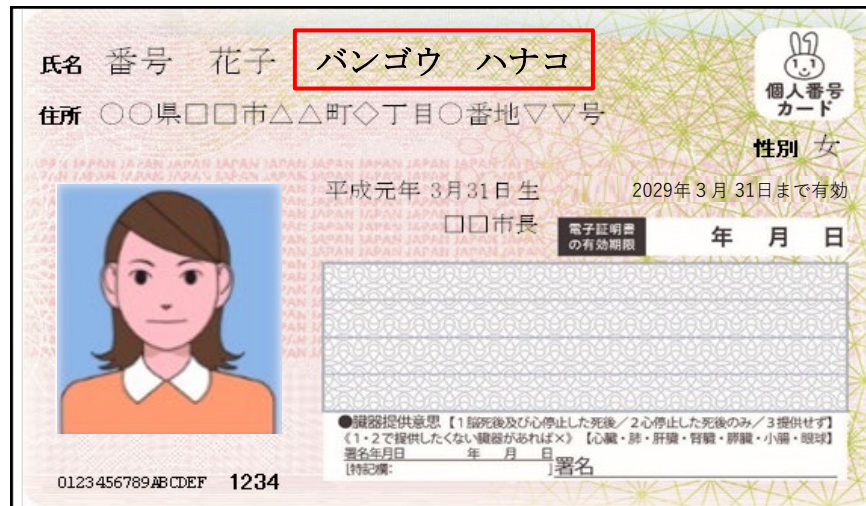 氏名 番号 花子 バンゴウ ハナコ
個人番号
カード
住所 ○○県□□市△△町◇丁目○番地▽▽号
性別 女
平成元年 3月31日生 2029年3月31日まで有効
□□市長 電子証明書の有効期限 年 月 日
●臓器提供意思【1脳死後及び心停止した死後/2心停止した死後のみ/3提供せず】
《1・2で提供したくない臓器があれば×》【心臓・肺・肝臓・腎臓・膵臓・小腸・眼球】
署名年月日 年 月 日
[特記欄: ]署名
0123456789ABCDEF 1234